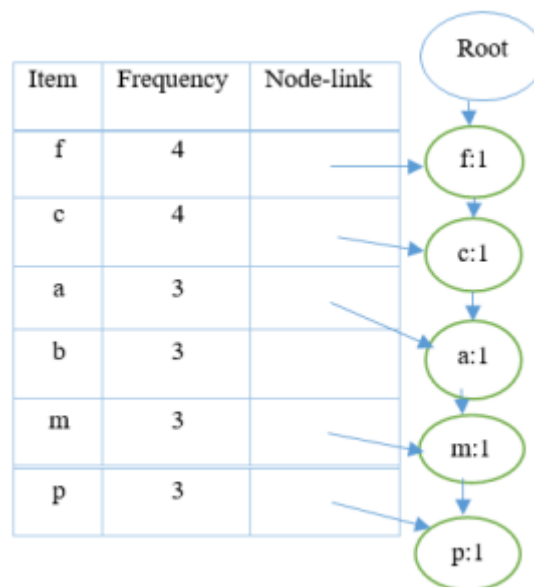 Root
Item Frequency Node-link
f 4 f:1
c 4 c:1
a 3
b 3 a:1
m 3 m:1
p 3
p:1